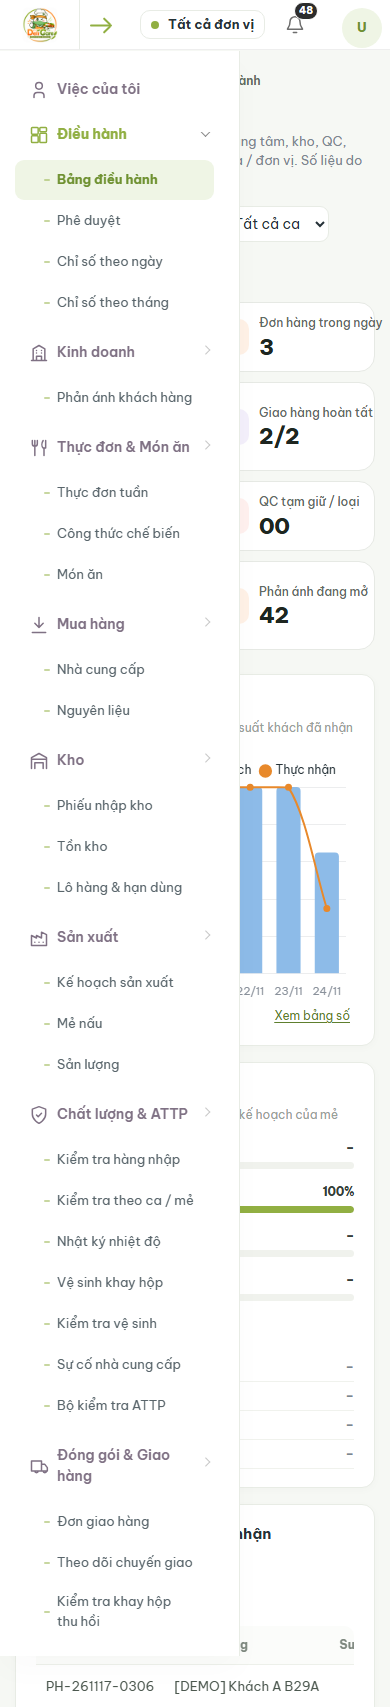 Tất cả đơn vị
48
U
Việc của tôi
Điều hành
Bảng điều hành
Phê duyệt
Chỉ số theo ngày
Chỉ số theo tháng
Kinh doanh
Phản ánh khách hàng
Thực đơn & Món ăn
Thực đơn tuần
Công thức chế biến
Món ăn
Mua hàng
Nhà cung cấp
Nguyên liệu
Kho
Phiếu nhập kho
Tồn kho
Lô hàng & hạn dùng
Sản xuất
Kế hoạch sản xuất
Mẻ nấu
Sản lượng
Chất lượng & ATTP
Kiểm tra hàng nhập
Kiểm tra theo ca / mẻ
Nhật ký nhiệt độ
Vệ sinh khay hộp
Kiểm tra vệ sinh
Sự cố nhà cung cấp
Bộ kiểm tra ATTP
Đóng gói & Giao
hàng
Đơn giao hàng
Theo dõi chuyến giao
Kiểm tra khay hộp
thu hồi
ành
ng tâm, kho, QC,
/ đơn vị. Số liệu do
Tất cả ca
Đơn hàng trong ngày
3
Giao hàng hoàn tất
2/2
QC tạm giữ / loại
00
Phản ánh đang mở
42
suất khách đã nhận
ch Thực nhận
22/11 23/11 24/11
Xem bảng số
kế hoạch của mẻ
–
100%
–
–
–
–
–
–
nhận
g Su
PH-261117-0306 [DEMO] Khách A B29A